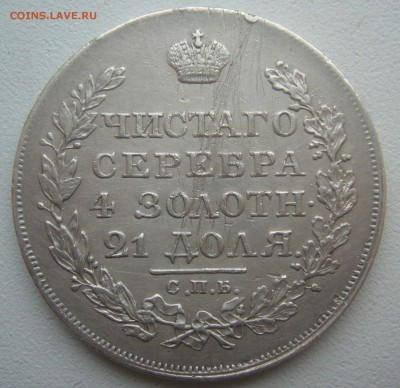 COINS.LAVE.RU
ЧИСТАГО
СЕРЕБРА
4 ЗОЛОТН·
21 ДОЛЯ.
С.П.Б.